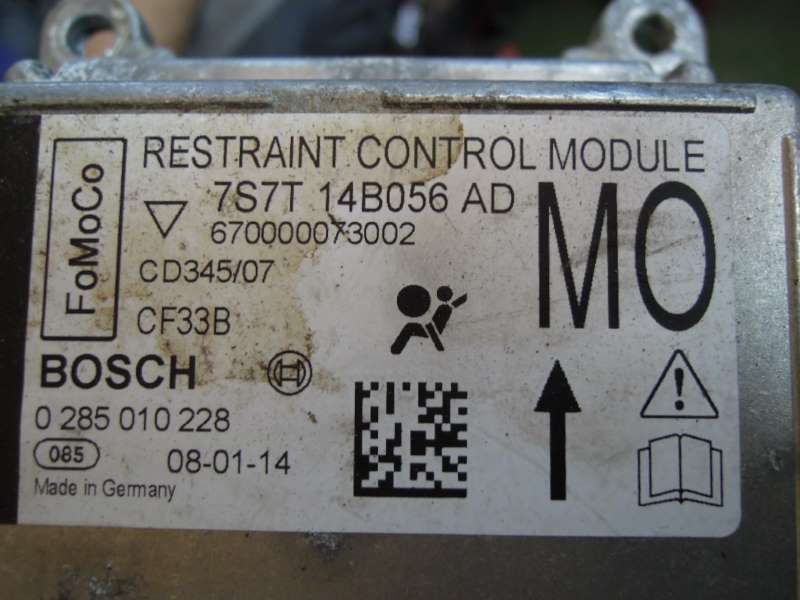 FoMoCo
RESTRAINT CONTROL MODULE
7S7T 14B056 AD
670000073002
CD345/07
CF33B
MO
BOSCH
0 285 010 228
085
08-01-14
Made in Germany